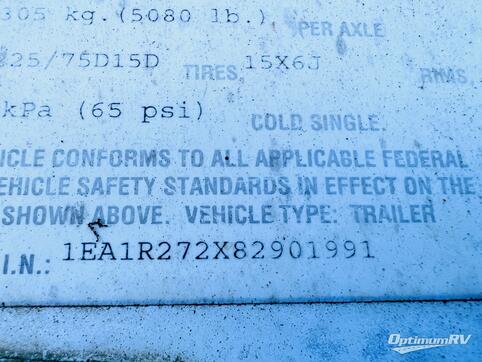 305 kg. (5080 lb.) PER AXLE
225/75D15D TIRES, 15X6J RIMS
kPa (65 psi) COLD SINGLE.
ICLE CONFORMS TO ALL APPLICABLE FEDERAL
EHICLE SAFETY STANDARDS IN EFFECT ON THE
SHOWN ABOVE. VEHICLE TYPE: TRAILER
I.N.: 1EA1R272X82901991
OptimumRV